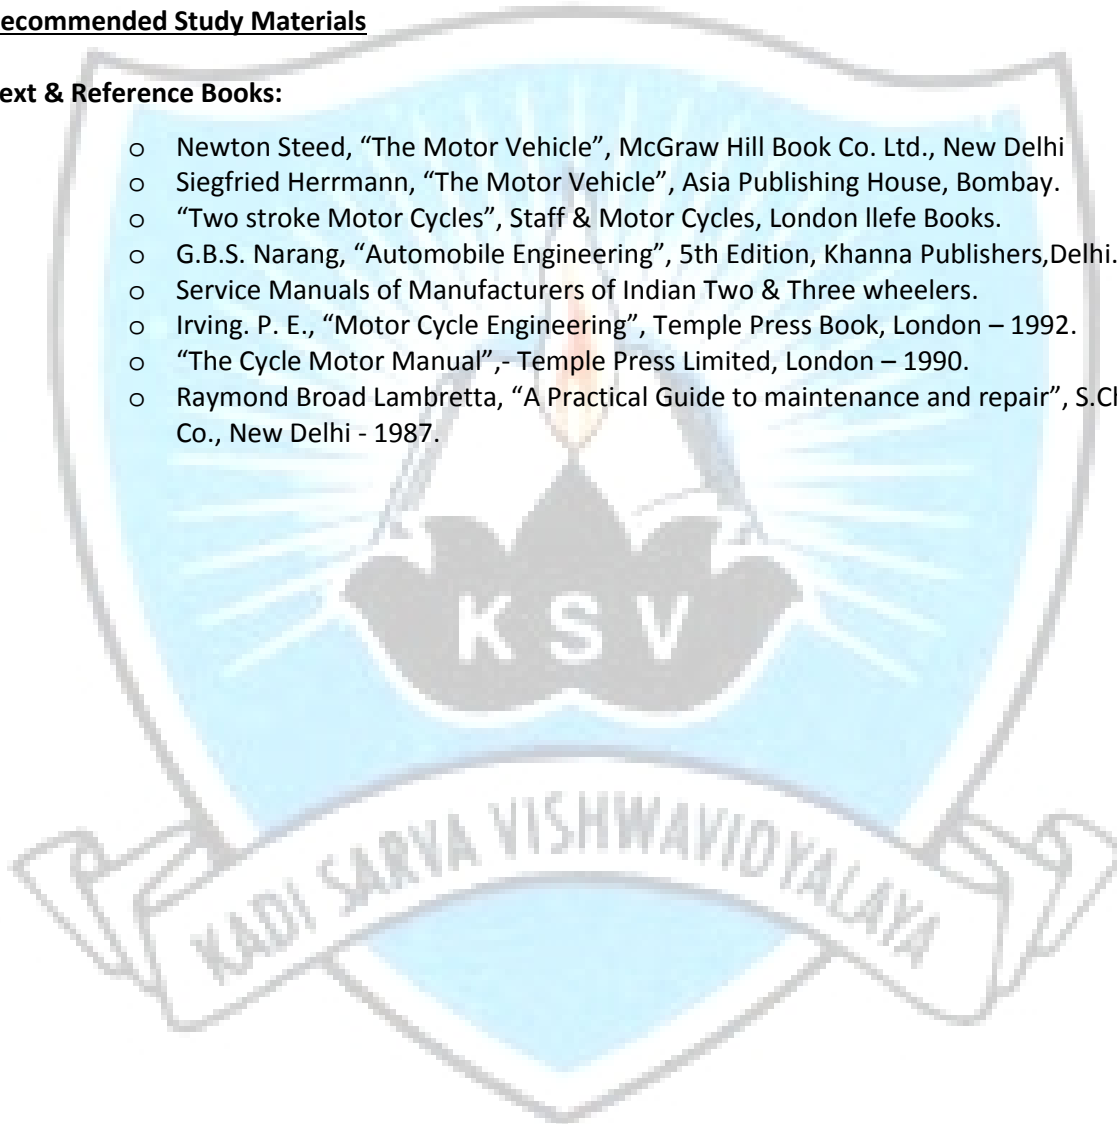 ecommended Study Materials
ext & Reference Books:
o Newton Steed, “The Motor Vehicle”, McGraw Hill Book Co. Ltd., New Delhi
o Siegfried Herrmann, “The Motor Vehicle”, Asia Publishing House, Bombay.
o “Two stroke Motor Cycles”, Staff & Motor Cycles, London llefe Books.
o G.B.S. Narang, “Automobile Engineering”, 5th Edition, Khanna Publishers,Delhi.
o Service Manuals of Manufacturers of Indian Two & Three wheelers.
o Irving. P. E., “Motor Cycle Engineering”, Temple Press Book, London – 1992.
o “The Cycle Motor Manual”,- Temple Press Limited, London – 1990.
o Raymond Broad Lambretta, “A Practical Guide to maintenance and repair”, S.Ch
Co., New Delhi - 1987.
K S V
KADI SARVA VISHWAVIDYALAYA